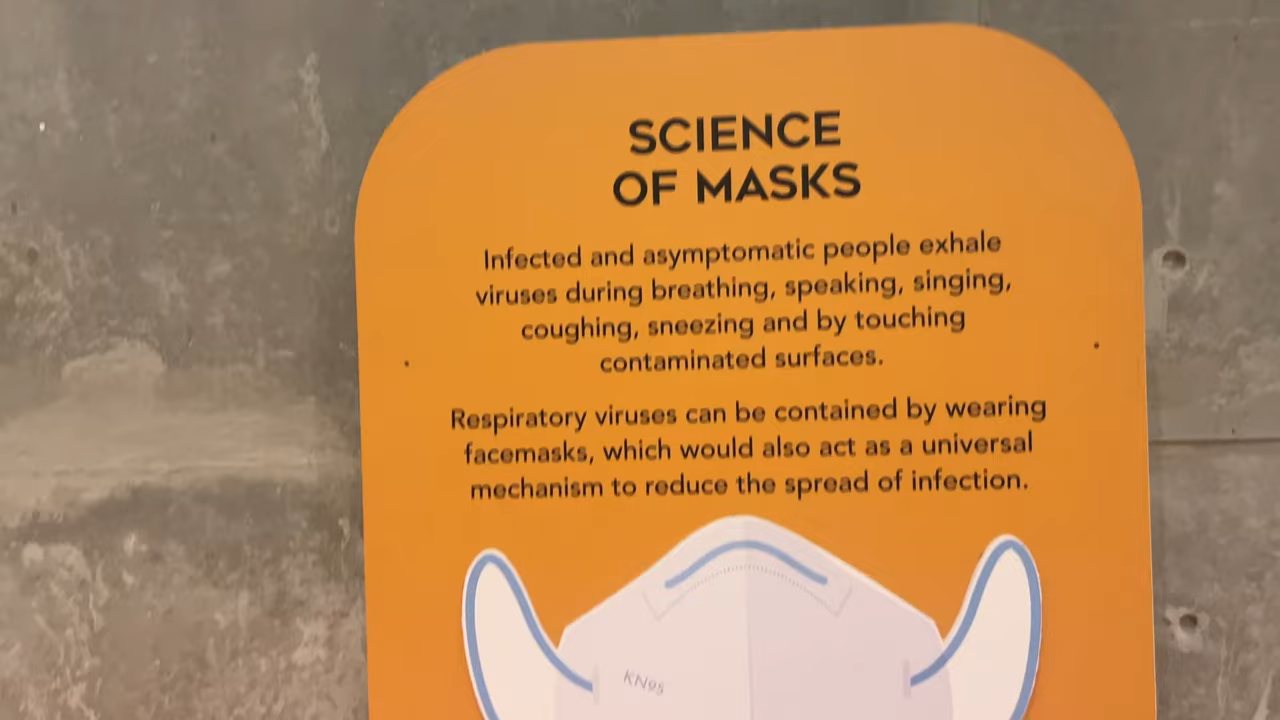 SCIENCE
OF MASKS
Infected and asymptomatic people exhale
viruses during breathing, speaking, singing,
coughing, sneezing and by touching
contaminated surfaces.
Respiratory viruses can be contained by wearing
facemasks, which would also act as a universal
mechanism to reduce the spread of infection.
KN95